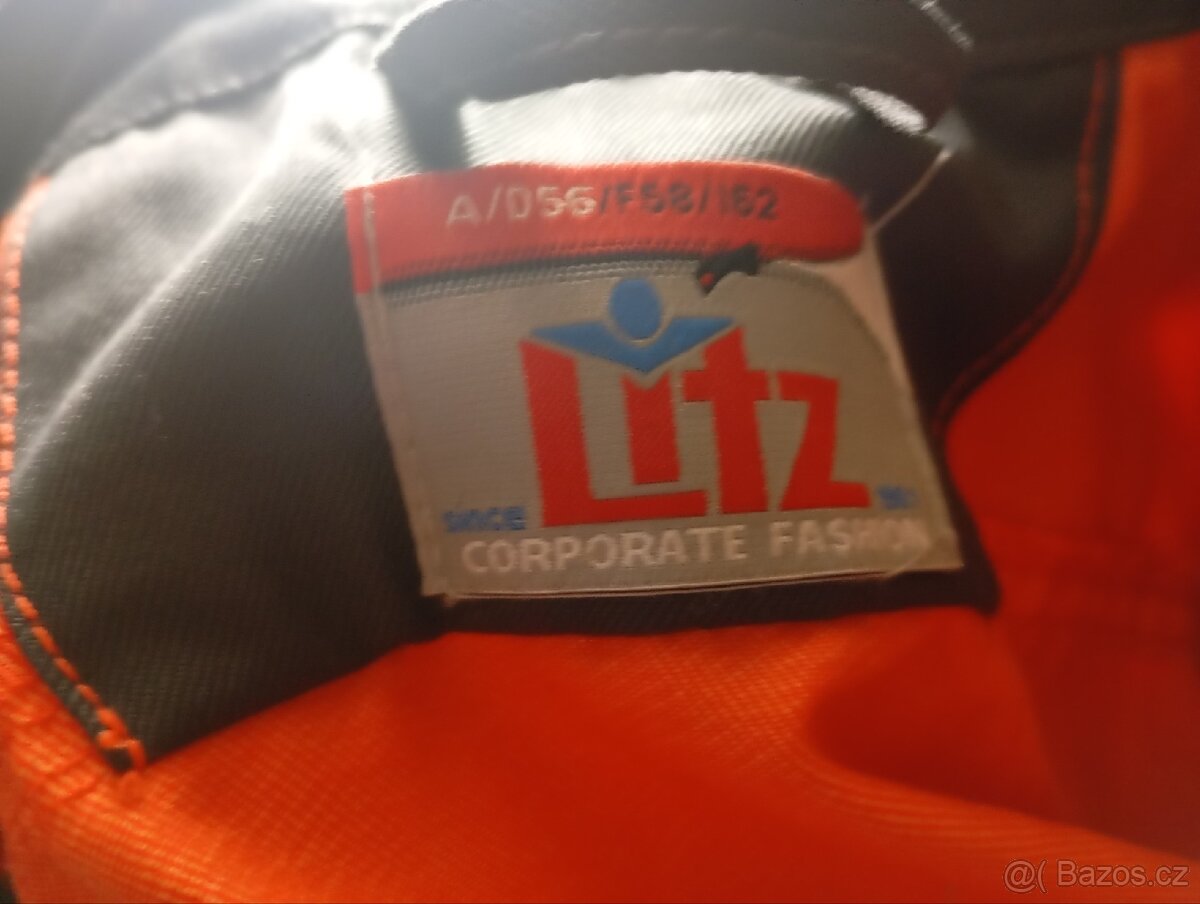 A/D56/F58/I62
Litz
SINCE
CORPORATE FASHION
@( Bazos.cz